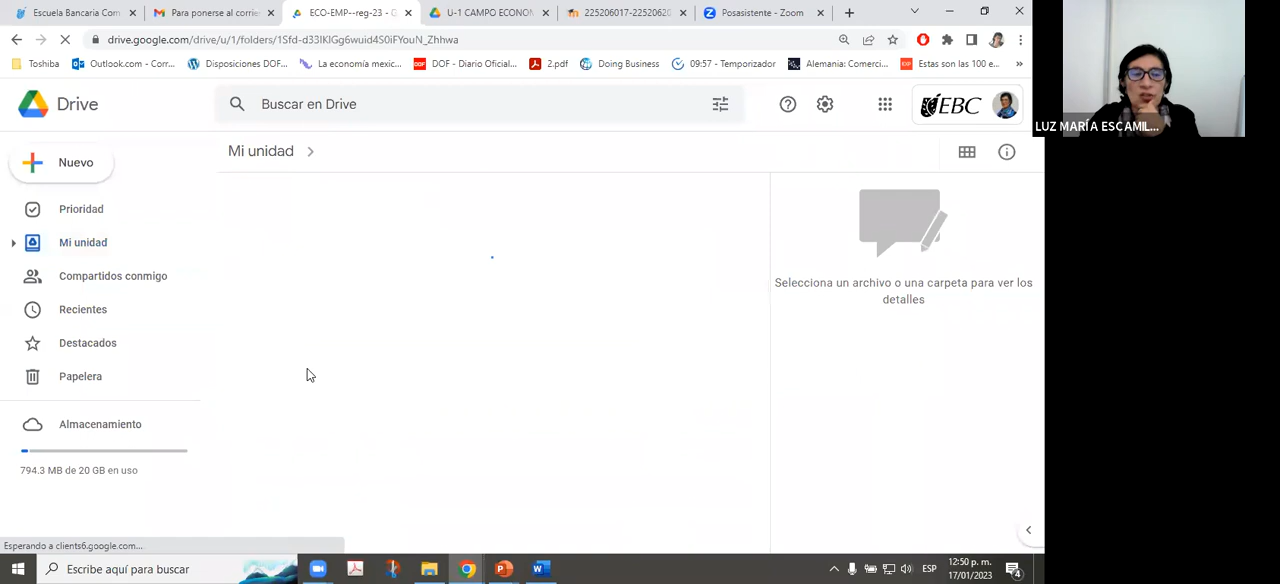 Escuela Bancaria Com
Para ponerse al corrie
ECO-EMP--reg-23 - G
U-1 CAMPO ECONOM
225206017-22520620
Posasistente - Zoom
drive.google.com/drive/u/1/folders/1Sfd-d33IKlGg6wuid4S0iFYouN_Zhhwa
Toshiba
Outlook.com - Corr...
Disposiciones DOF...
La economía mexic...
DOF - Diario Oficial...
2.pdf
Doing Business
09:57 - Temporizador
Alemania: Comerci...
Estas son las 100 e...
»
Drive
Buscar en Drive
EBC
LUZ MARÍA ESCAMIL...
Nuevo
Mi unidad
Prioridad
Mi unidad
Compartidos conmigo
Recientes
Destacados
Papelera
Almacenamiento
794.3 MB de 20 GB en uso
Selecciona un archivo o una carpeta para ver los
detalles
Esperando a clients6.google.com...
Escribe aquí para buscar
ESP
12:50 p. m.
17/01/2023
4